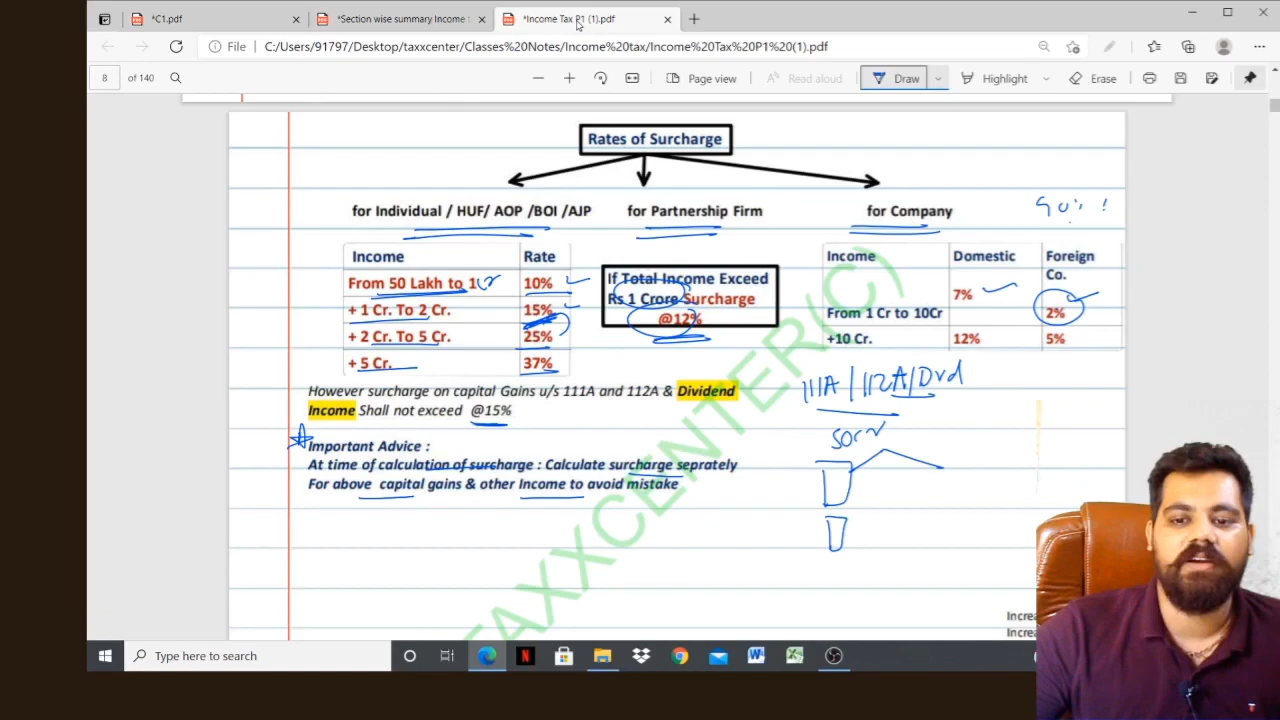 *C1.pdf
*Section wise summary Income t
*Income Tax P1 (1).pdf
File
C:/Users/91797/Desktop/taxxcenter/Classes%20Notes/Income%20tax/Income%20Tax%20P1%20(1).pdf
8 of 140
Page view
Read aloud
Draw
Highlight
Erase
Rates of Surcharge
for Individual / HUF/ AOP /BOI /AJP
for Partnership Firm
for Company
Income Rate
From 50 Lakh to 1 Cr 10%
+ 1 Cr. To 2 Cr. 15%
+ 2 Cr. To 5 Cr. 25%
+ 5 Cr. 37%
If Total Income Exceed
Rs 1 Crore Surcharge
@12%
Income Domestic Foreign Co.
From 1 Cr to 10Cr 7% 2%
+10 Cr. 12% 5%
However surcharge on capital Gains u/s 111A and 112A & Dividend
Income Shall not exceed @15%
111A / 112A / Dvd
50cr
Important Advice :
At time of calculation of surcharge : Calculate surcharge seprately
For above capital gains & other Income to avoid mistake
TAXXCENTER(C)
Increa
Increa
Type here to search